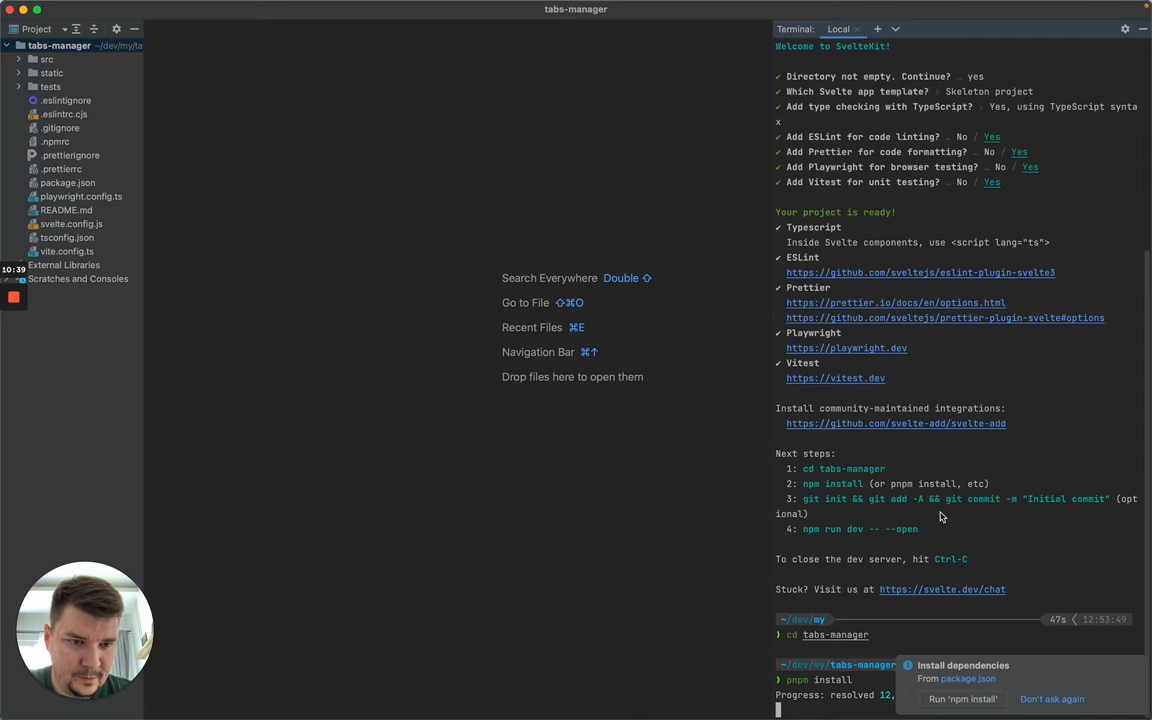 tabs-manager
Project
tabs-manager ~/dev/my/ta
src
static
tests
.eslintignore
.eslintrc.cjs
.gitignore
.npmrc
.prettierignore
.prettierrc
package.json
playwright.config.ts
README.md
svelte.config.js
tsconfig.json
vite.config.ts
External Libraries
Scratches and Consoles
10:39
Search Everywhere Double ⇧
Go to File ⇧⌘O
Recent Files ⌘E
Navigation Bar ⌘↑
Drop files here to open them
Terminal: Local
Welcome to SvelteKit!
✔ Directory not empty. Continue? … yes
✔ Which Svelte app template? › Skeleton project
✔ Add type checking with TypeScript? › Yes, using TypeScript synta
x
✔ Add ESLint for code linting? … No / Yes
✔ Add Prettier for code formatting? … No / Yes
✔ Add Playwright for browser testing? … No / Yes
✔ Add Vitest for unit testing? … No / Yes
Your project is ready!
✔ Typescript
Inside Svelte components, use <script lang="ts">
✔ ESLint
https://github.com/sveltejs/eslint-plugin-svelte3
✔ Prettier
https://prettier.io/docs/en/options.html
https://github.com/sveltejs/prettier-plugin-svelte#options
✔ Playwright
https://playwright.dev
✔ Vitest
https://vitest.dev
Install community-maintained integrations:
https://github.com/svelte-add/svelte-add
Next steps:
1: cd tabs-manager
2: npm install (or pnpm install, etc)
3: git init && git add -A && git commit -m "Initial commit" (opt
ional)
4: npm run dev -- --open
To close the dev server, hit Ctrl-C
Stuck? Visit us at https://svelte.dev/chat
~/dev/my 47s 12:53:49
❯ cd tabs-manager
~/dev/my/tabs-manager
❯ pnpm install
Progress: resolved 12,
Install dependencies
From package.json
Run 'npm install' Don't ask again